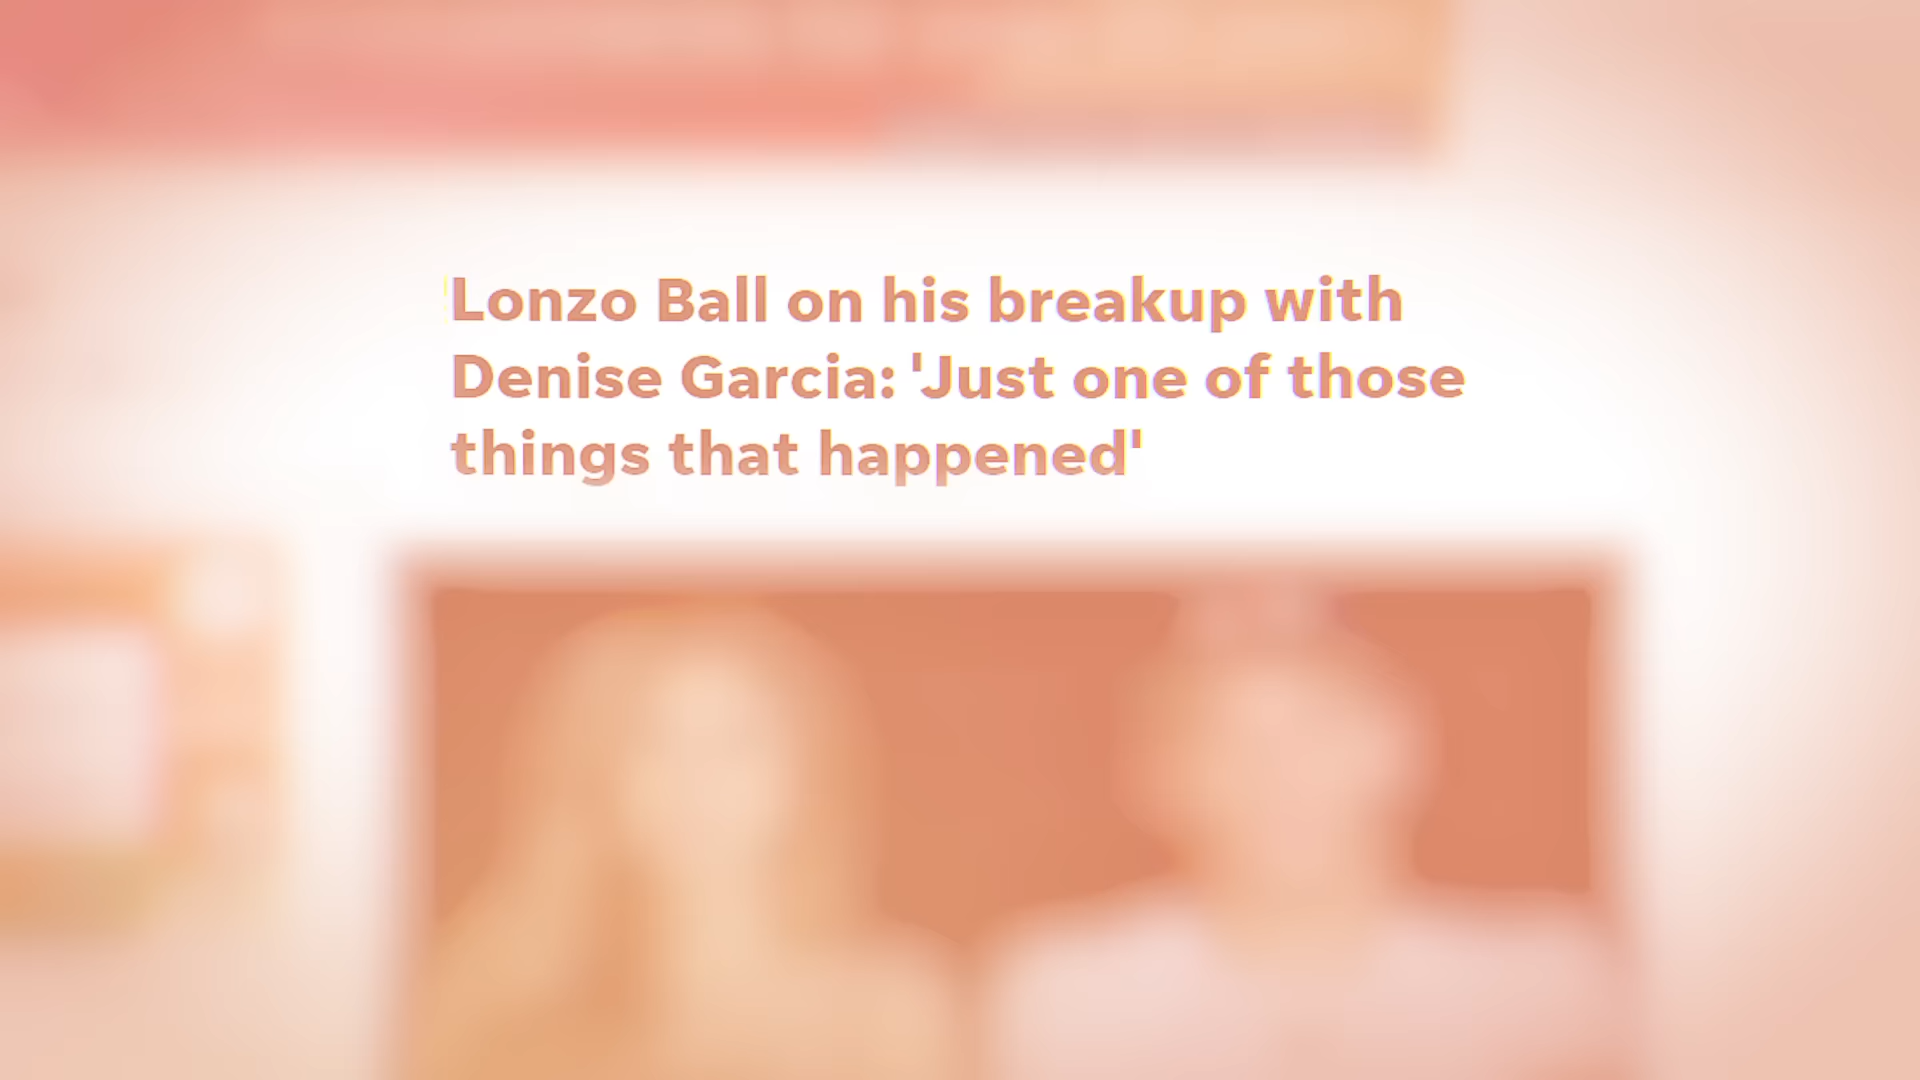 Lonzo Ball on his breakup with
Denise Garcia: 'Just one of those
things that happened'